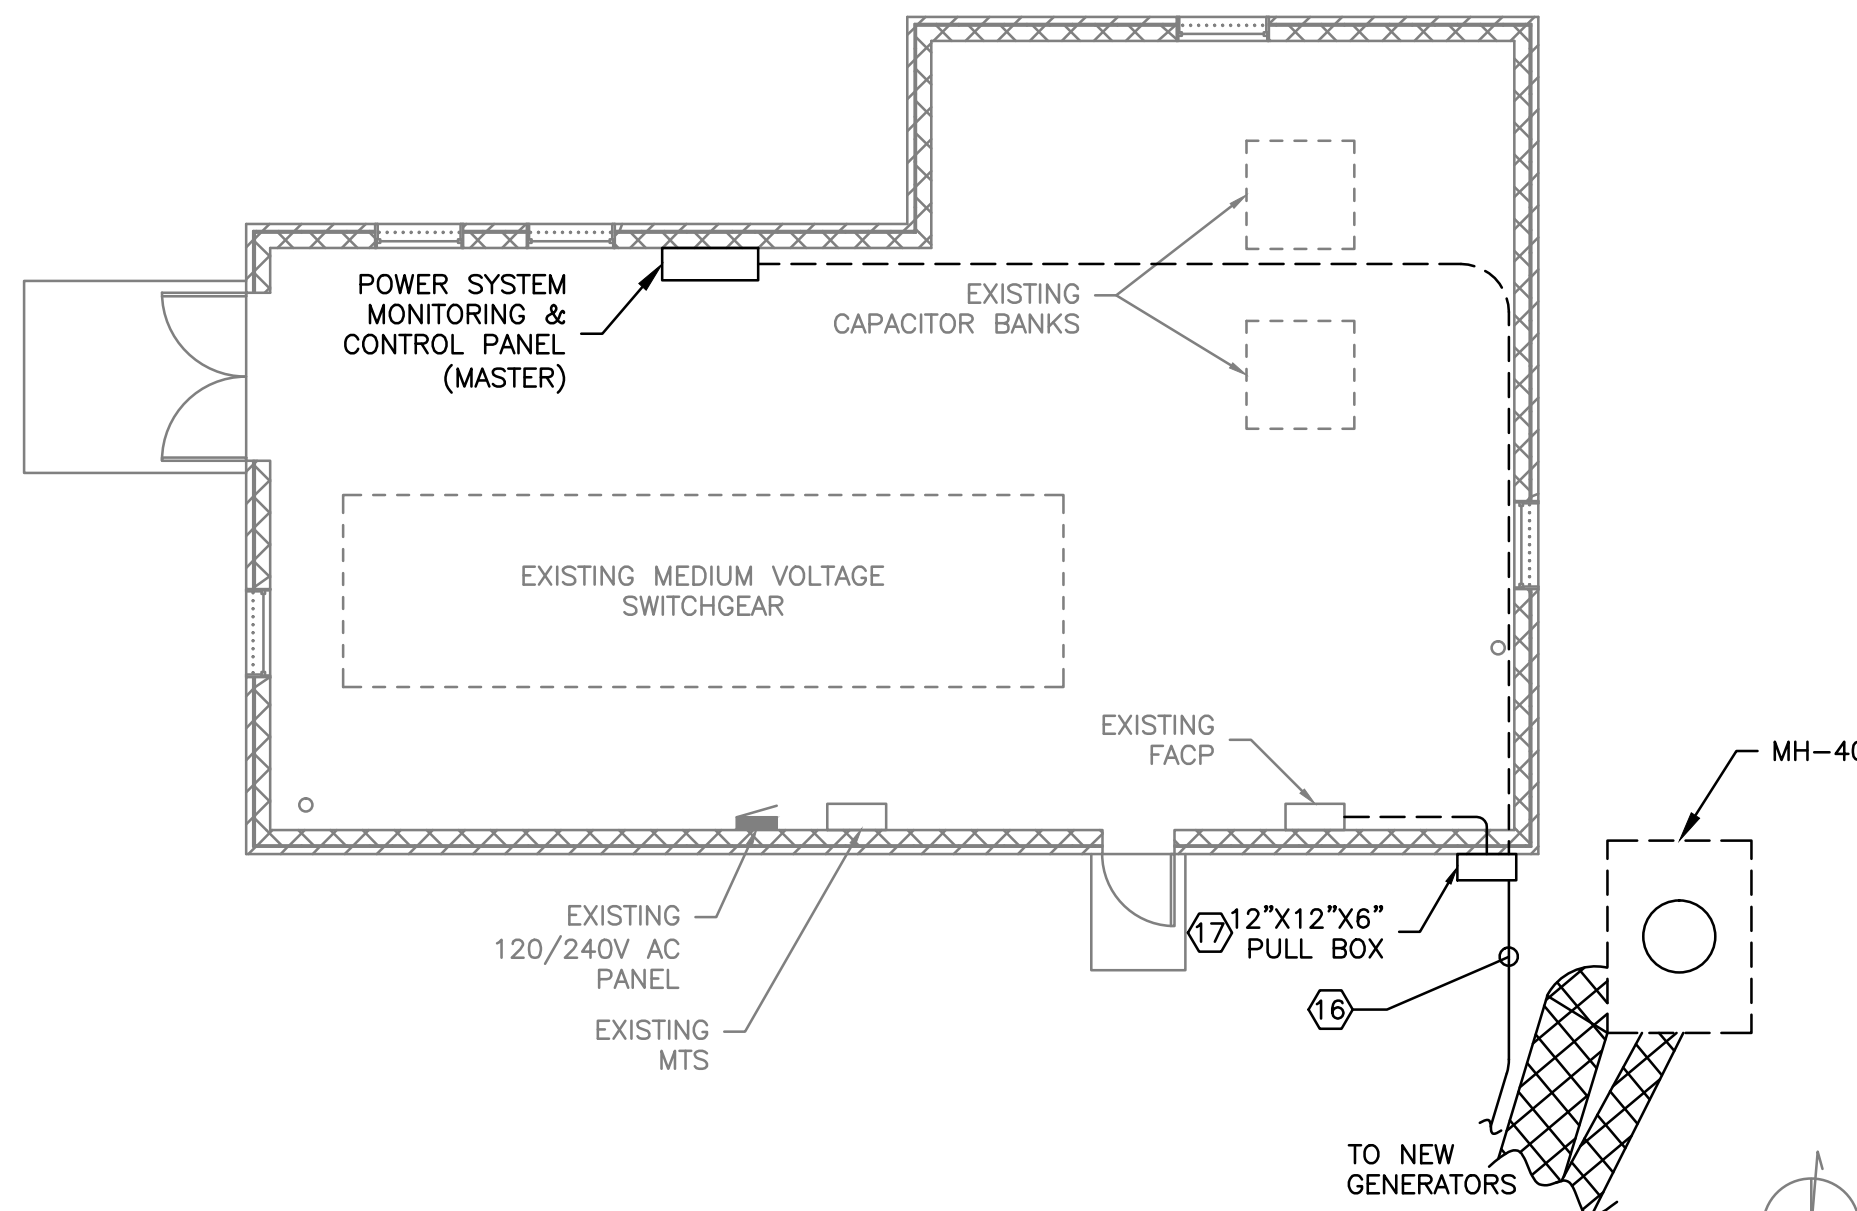 POWER SYSTEM
MONITORING &
CONTROL PANEL
(MASTER)
EXISTING
CAPACITOR BANKS
EXISTING MEDIUM VOLTAGE
SWITCHGEAR
EXISTING
FACP
MH-40
EXISTING
120/240V AC
PANEL
EXISTING
MTS
17
12"X12"X6"
PULL BOX
16
TO NEW
GENERATORS